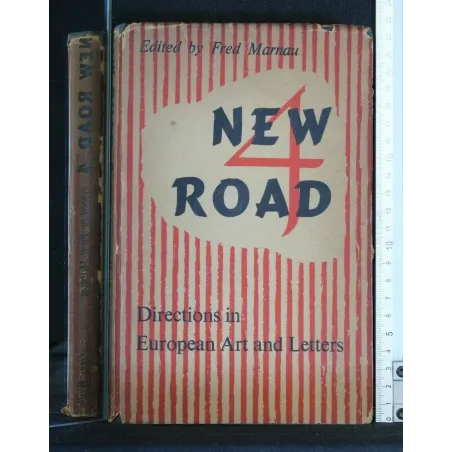 Edited by Fred Marnau
NEW
4
ROAD
Directions in
European Art and Letters
NEW ROAD 4